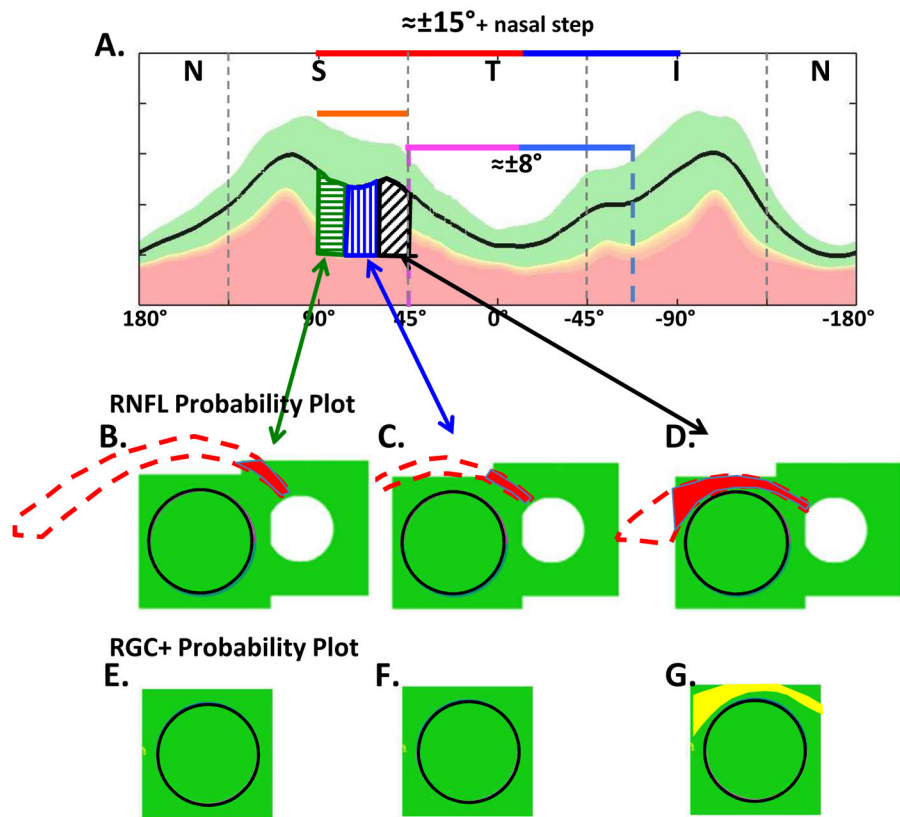 ≈±15° + nasal step
A.
N S T I N
≈±8°
180° 90° 45° 0° -45° -90° -180°
RNFL Probability Plot
B. C. D.
RGC+ Probability Plot
E. F. G.